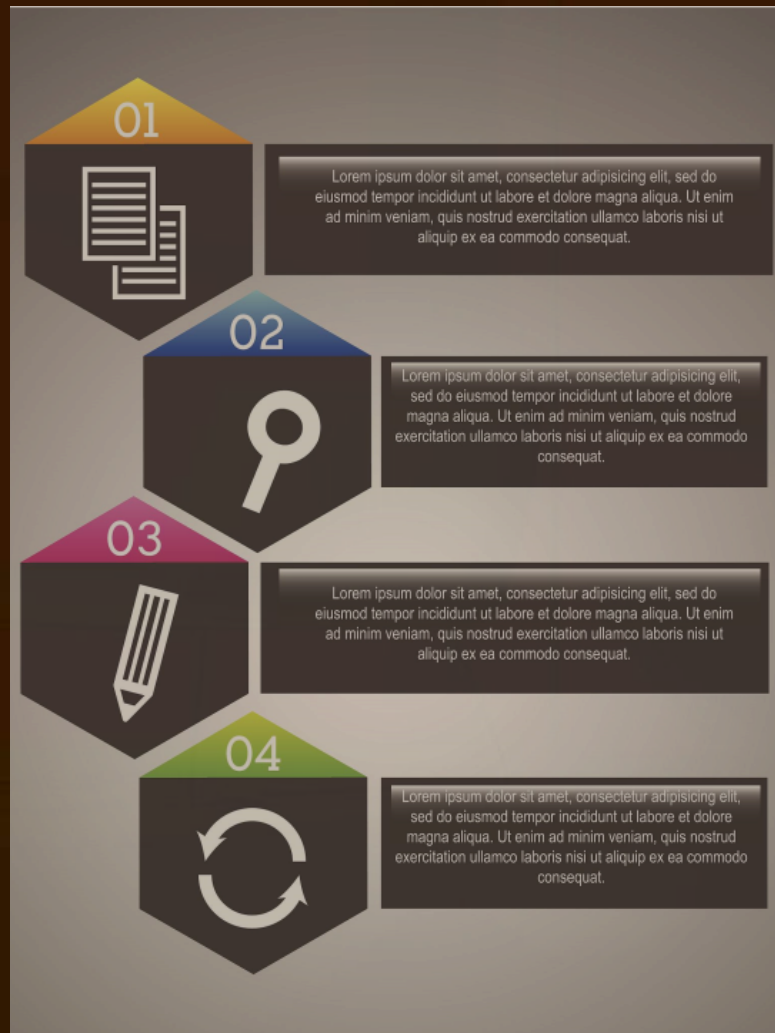 01
Lorem ipsum dolor sit amet, consectetur adipisicing elit, sed do
eiusmod tempor incididunt ut labore et dolore magna aliqua. Ut enim
ad minim veniam, quis nostrud exercitation ullamco laboris nisi ut
aliquip ex ea commodo consequat.
02
Lorem ipsum dolor sit amet, consectetur adipisicing elit,
sed do eiusmod tempor incididunt ut labore et dolore
magna aliqua. Ut enim ad minim veniam, quis nostrud
exercitation ullamco laboris nisi ut aliquip ex ea commodo
consequat.
03
Lorem ipsum dolor sit amet, consectetur adipisicing elit, sed do
eiusmod tempor incididunt ut labore et dolore magna aliqua. Ut enim
ad minim veniam, quis nostrud exercitation ullamco laboris nisi ut
aliquip ex ea commodo consequat.
04
Lorem ipsum dolor sit amet, consectetur adipisicing elit,
sed do eiusmod tempor incididunt ut labore et dolore
magna aliqua. Ut enim ad minim veniam, quis nostrud
exercitation ullamco laboris nisi ut aliquip ex ea commodo
consequat.